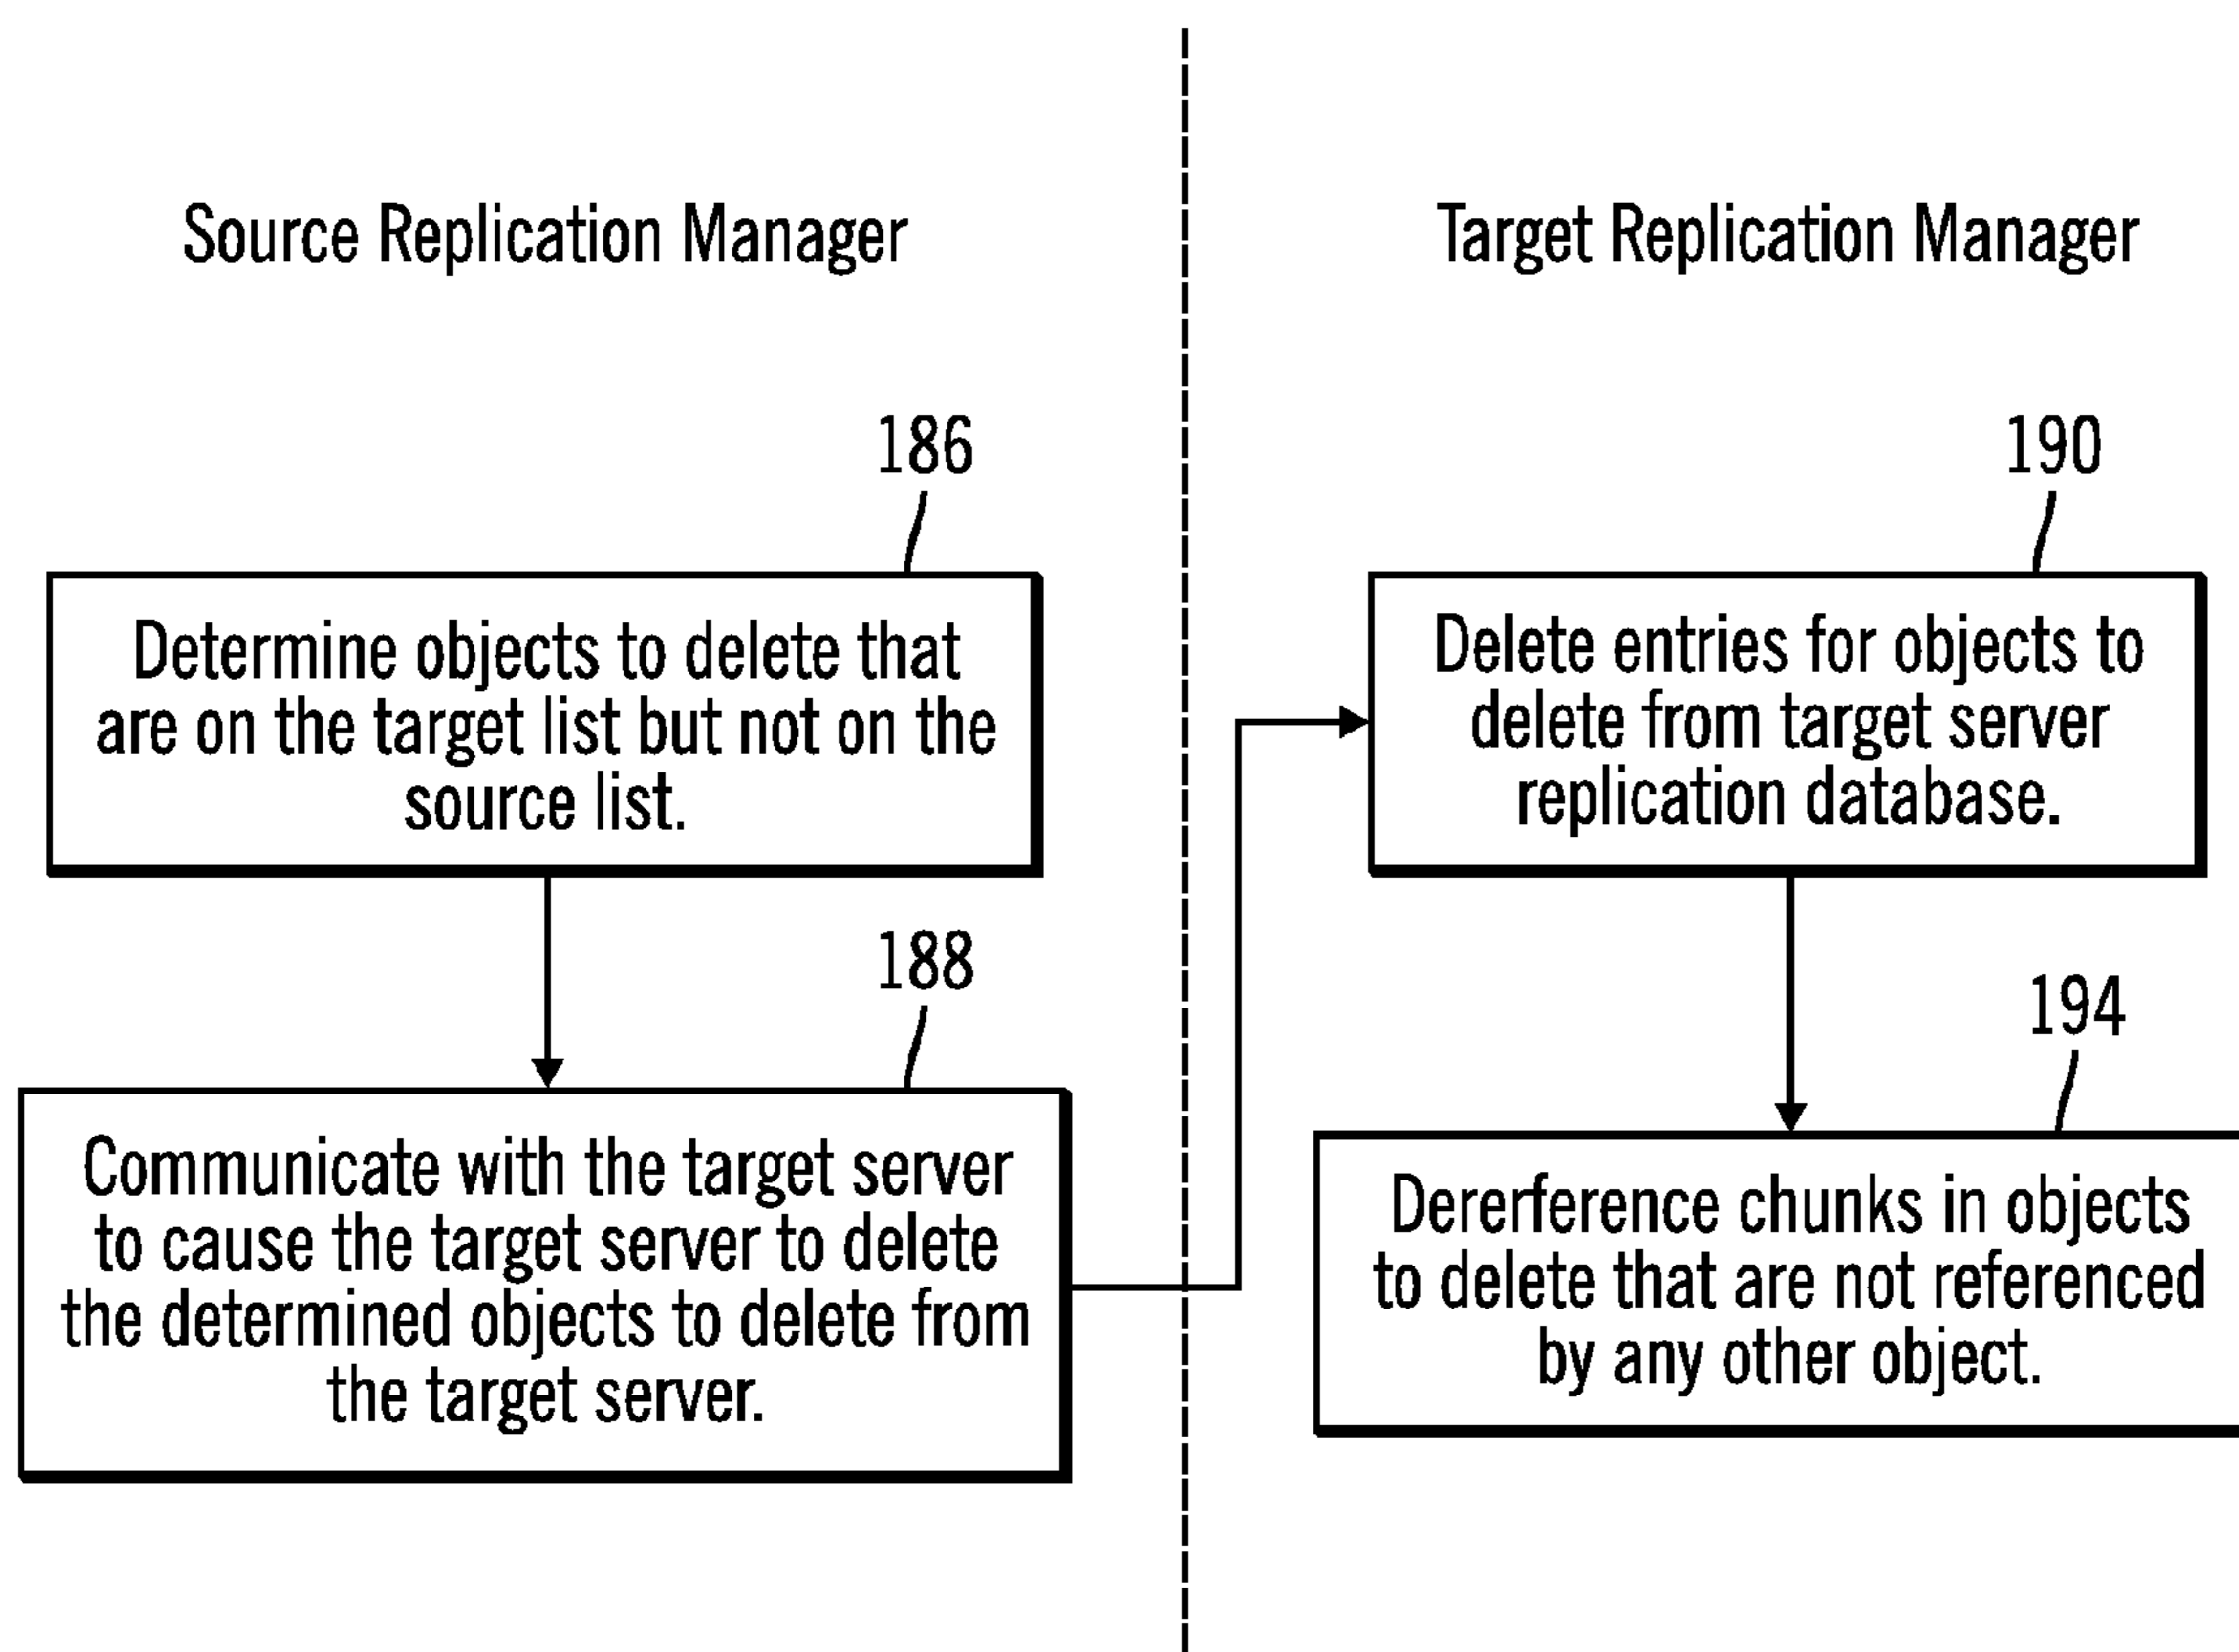 Source Replication Manager
186
Determine objects to delete that
are on the target list but not on the
source list.
188
Communicate with the target server
to cause the target server to delete
the determined objects to delete from
the target server.
Target Replication Manager
190
Delete entries for objects to
delete from target server
replication database.
194
Dererference chunks in objects
to delete that are not referenced
by any other object.